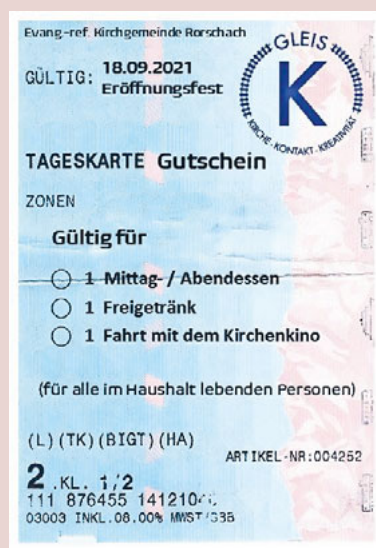 Evang-ref. Kirchgemeinde Rorschach
GLEIS
K
KIRCHE · KONTAKT · KREATIVITÄT
GÜLTIG: 18.09.2021
Eröffnungsfest
TAGESKARTE Gutschein
ZONEN
Gültig für
1 Mittag- / Abendessen
1 Freigetränk
1 Fahrt mit dem Kirchenkino
(für alle im Haushalt lebenden Personen)
(L) (TK) (BIGT) (HA)
ARTIKEL-NR:004252
2 .KL. 1/2
111 876455
03003 INKL.08.00% MWST